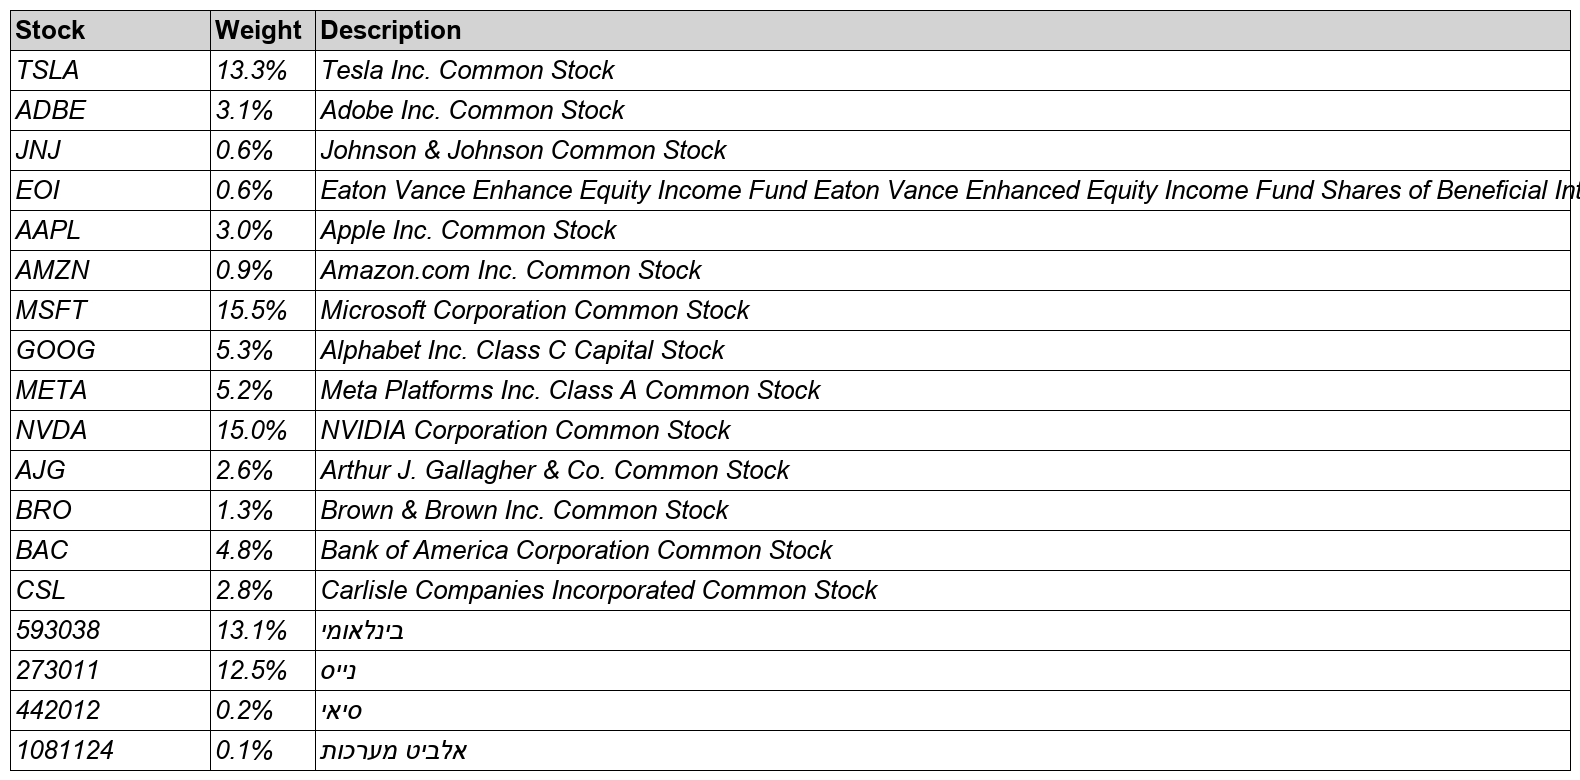 Stock Weight Description
TSLA 13.3% Tesla Inc. Common Stock
ADBE 3.1% Adobe Inc. Common Stock
JNJ 0.6% Johnson & Johnson Common Stock
EOI 0.6% Eaton Vance Enhance Equity Income Fund Eaton Vance Enhanced Equity Income Fund Shares of Beneficial Int
AAPL 3.0% Apple Inc. Common Stock
AMZN 0.9% Amazon.com Inc. Common Stock
MSFT 15.5% Microsoft Corporation Common Stock
GOOG 5.3% Alphabet Inc. Class C Capital Stock
META 5.2% Meta Platforms Inc. Class A Common Stock
NVDA 15.0% NVIDIA Corporation Common Stock
AJG 2.6% Arthur J. Gallagher & Co. Common Stock
BRO 1.3% Brown & Brown Inc. Common Stock
BAC 4.8% Bank of America Corporation Common Stock
CSL 2.8% Carlisle Companies Incorporated Common Stock
593038 13.1% בינלאומי
273011 12.5% נייס
442012 0.2% סיאי
1081124 0.1% אלביט מערכות